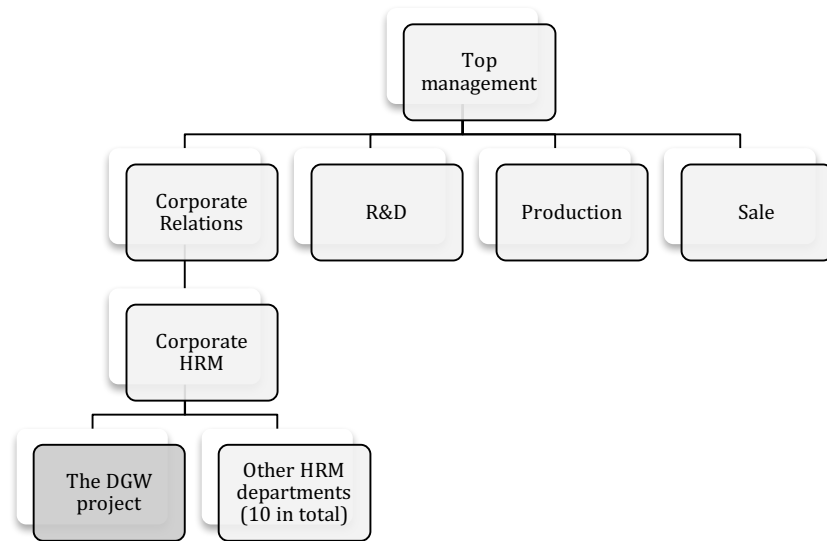 Top
management
Corporate
Relations
R&D
Production
Sale
Corporate
HRM
The DGW
project
Other HRM
departments
(10 in total)